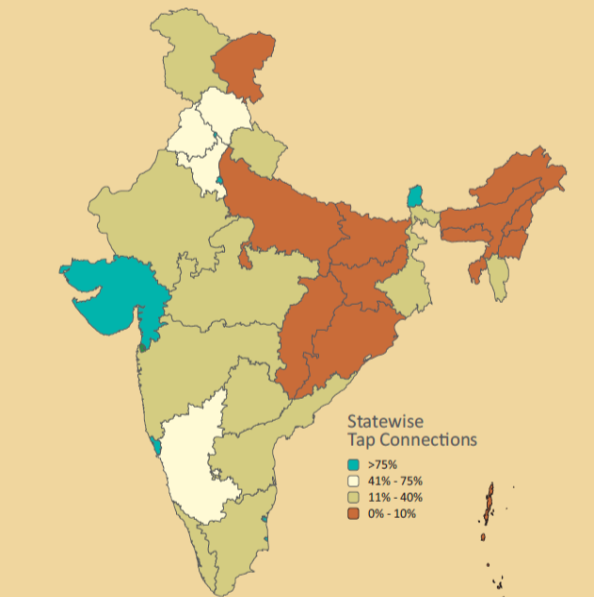 Statewise
Tap Connections
>75%
41% - 75%
11% - 40%
0% - 10%